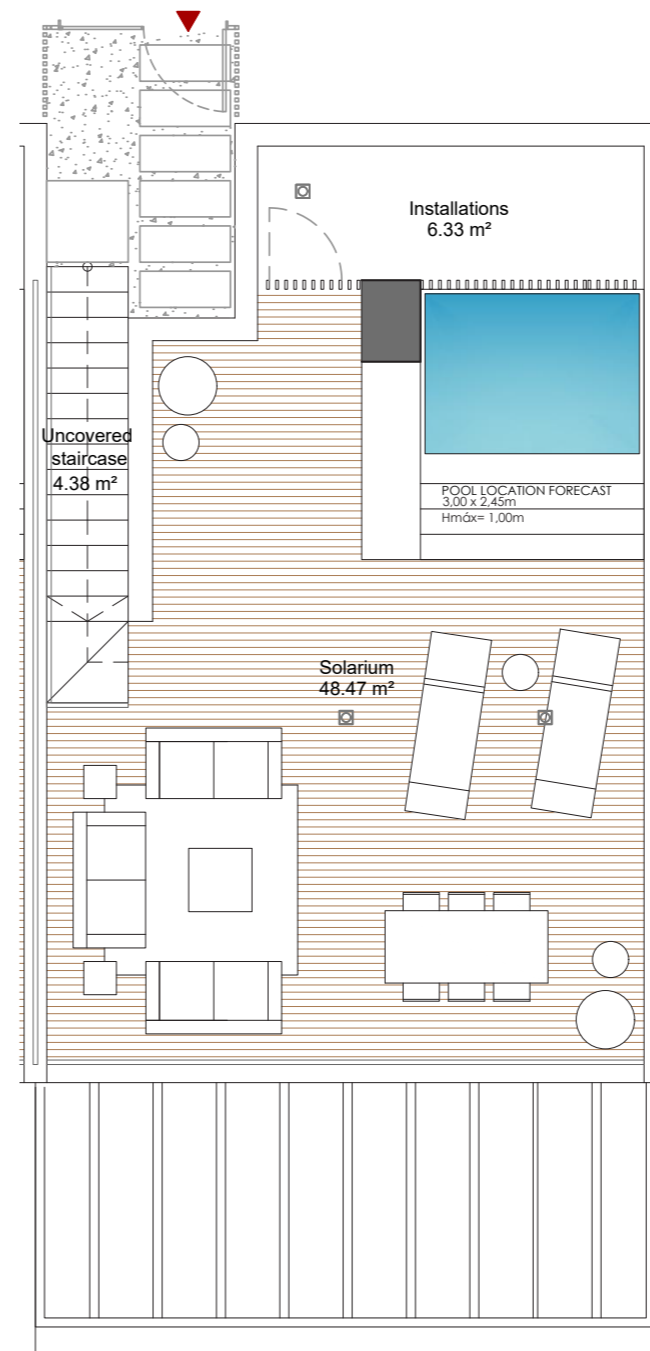 Installations
6.33 m²
Uncovered
staircase
4.38 m²
POOL LOCATION FORECAST
3,00 x 2,45m
Hmáx= 1,00m
Solarium
48.47 m²